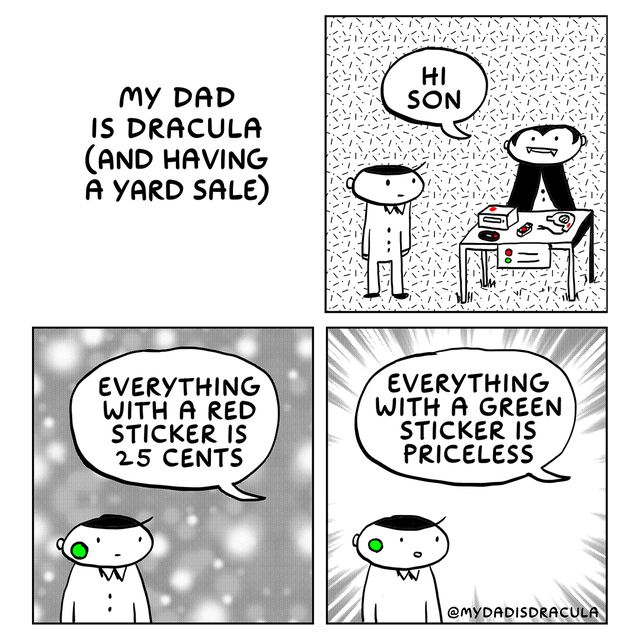 MY DAD
IS DRACULA
(AND HAVING
A YARD SALE)
HI
SON
EVERYTHING
WITH A RED
STICKER IS
25 CENTS
EVERYTHING
WITH A GREEN
STICKER IS
PRICELESS
@MYDADISDRACULA